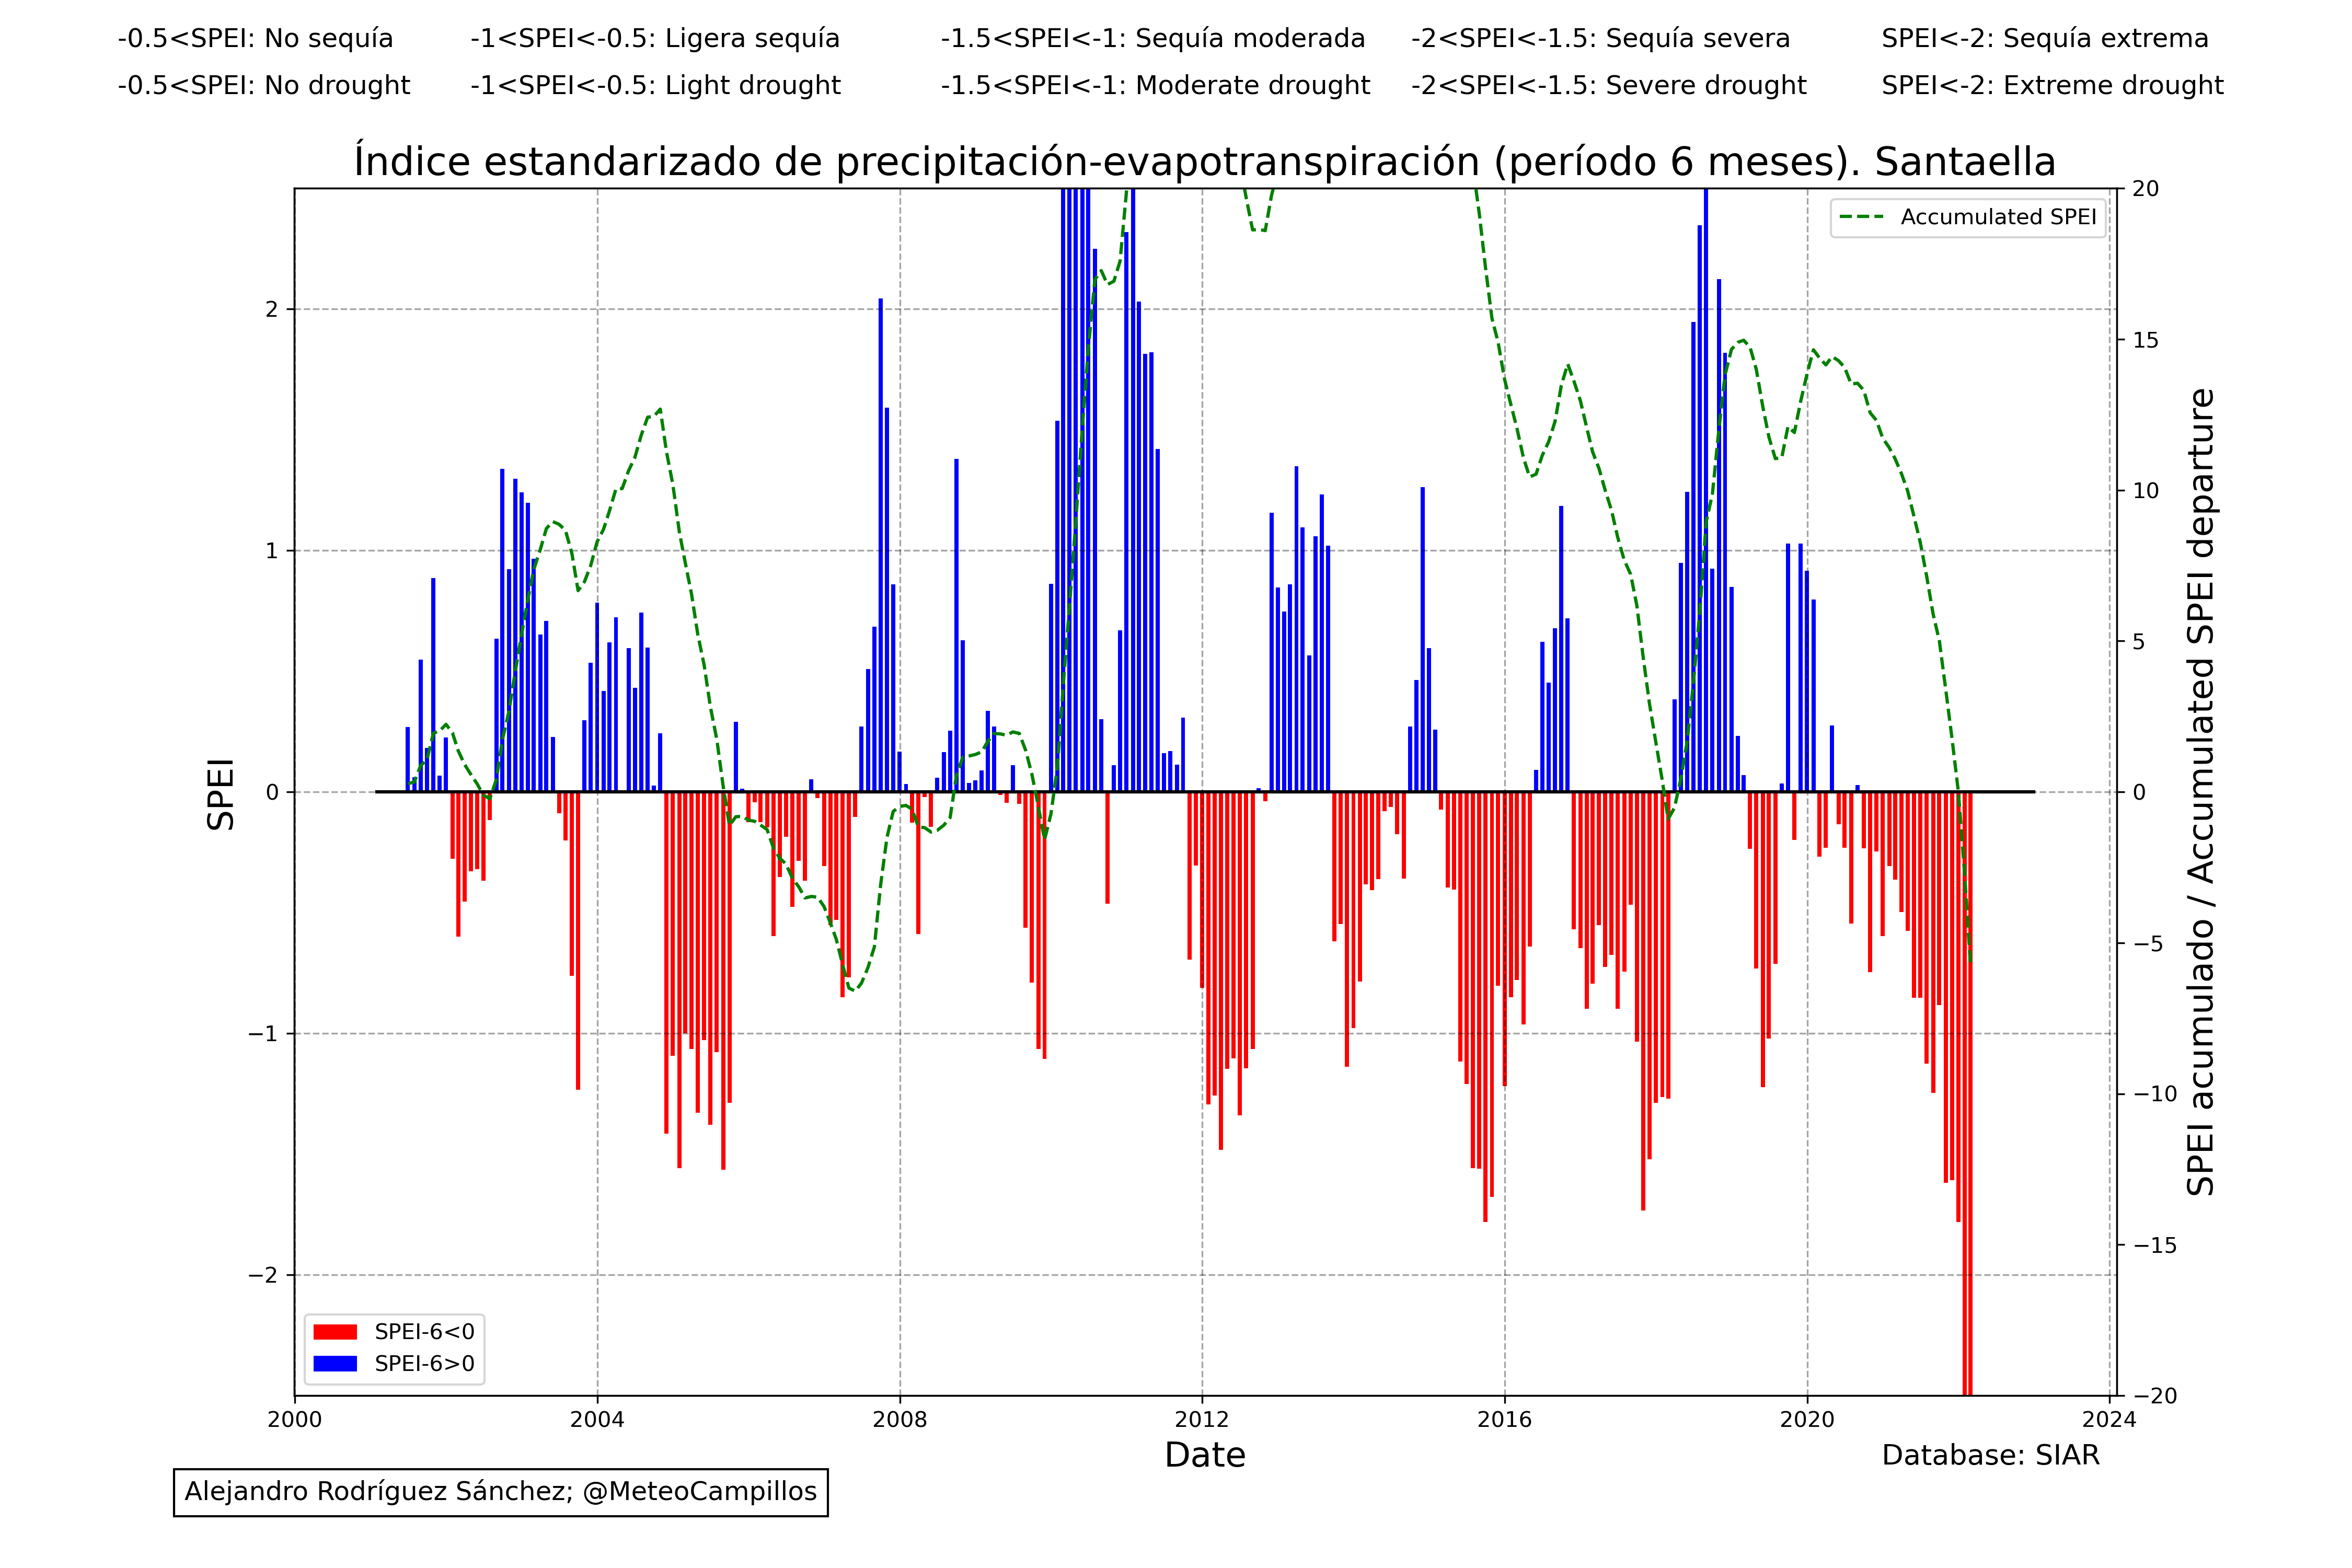 -0.5<SPEI: No sequía -1<SPEI<-0.5: Ligera sequía -1.5<SPEI<-1: Sequía moderada -2<SPEI<-1.5: Sequía severa SPEI<-2: Sequía extrema
-0.5<SPEI: No drought -1<SPEI<-0.5: Light drought -1.5<SPEI<-1: Moderate drought -2<SPEI<-1.5: Severe drought SPEI<-2: Extreme drought
Índice estandarizado de precipitación-evapotranspiración (período 6 meses). Santaella
Accumulated SPEI
SPEI
2
1
0
−1
−2
20
15
10
5
0
−5
−10
−15
−20
SPEI acumulado / Accumulated SPEI departure
SPEI-6<0
SPEI-6>0
2000 2004 2008 2012 2016 2020 2024
Date
Database: SIAR
Alejandro Rodríguez Sánchez; @MeteoCampillos